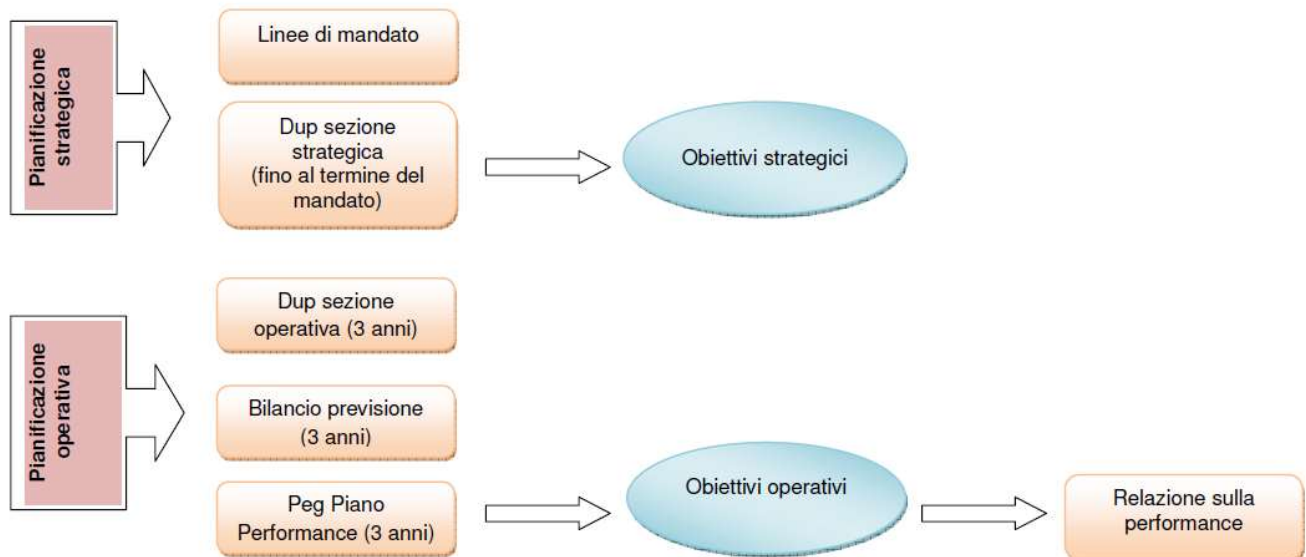 Pianificazione
strategica
Linee di mandato
Dup sezione
strategica
(fino al termine del
mandato)
Obiettivi strategici
Pianificazione
operativa
Dup sezione
operativa (3 anni)
Bilancio previsione
(3 anni)
Peg Piano
Performance (3 anni)
Obiettivi operativi
Relazione sulla
performance